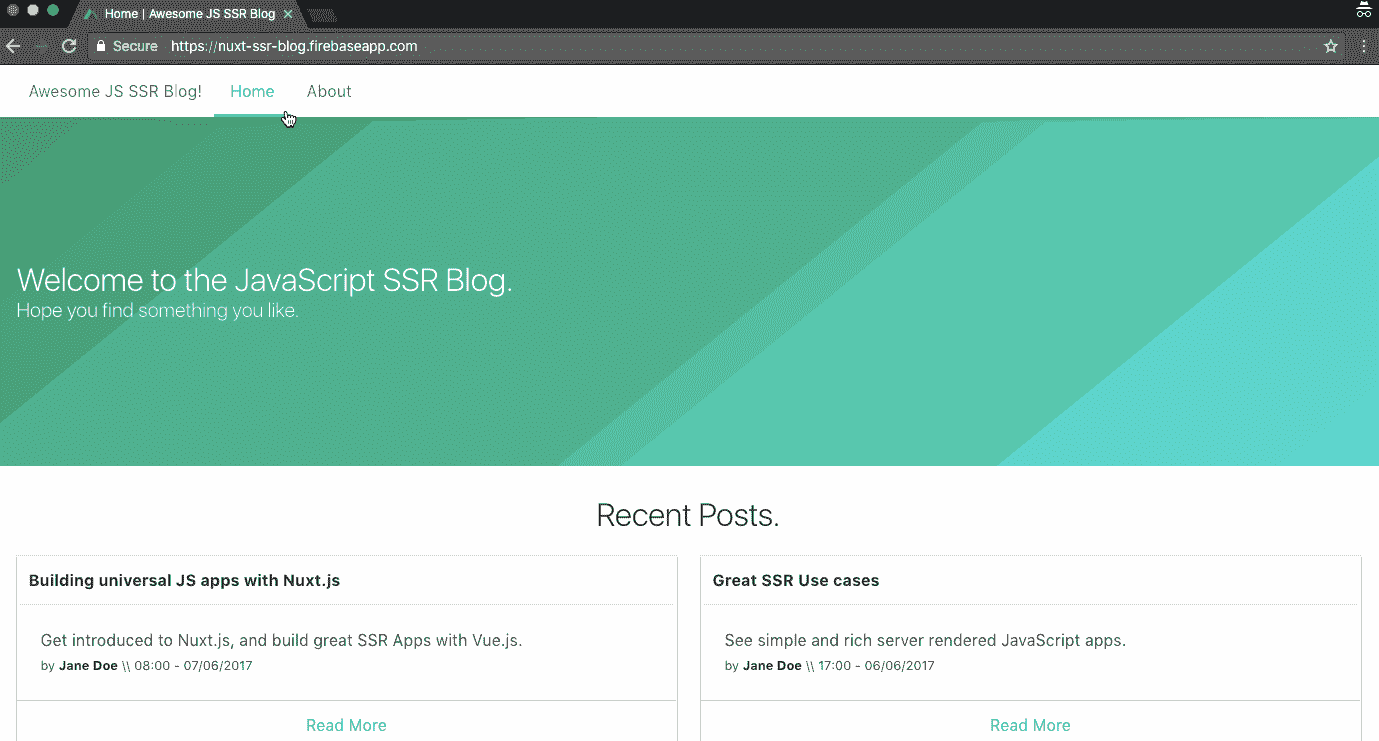 Home | Awesome JS SSR Blog
Secure https://nuxt-ssr-blog.firebaseapp.com
Awesome JS SSR Blog! Home About
Welcome to the JavaScript SSR Blog.
Hope you find something you like.
Recent Posts.
Building universal JS apps with Nuxt.js
Get introduced to Nuxt.js, and build great SSR Apps with Vue.js.
by Jane Doe \\ 08:00 - 07/06/2017
Read More
Great SSR Use cases
See simple and rich server rendered JavaScript apps.
by Jane Doe \\ 17:00 - 06/06/2017
Read More